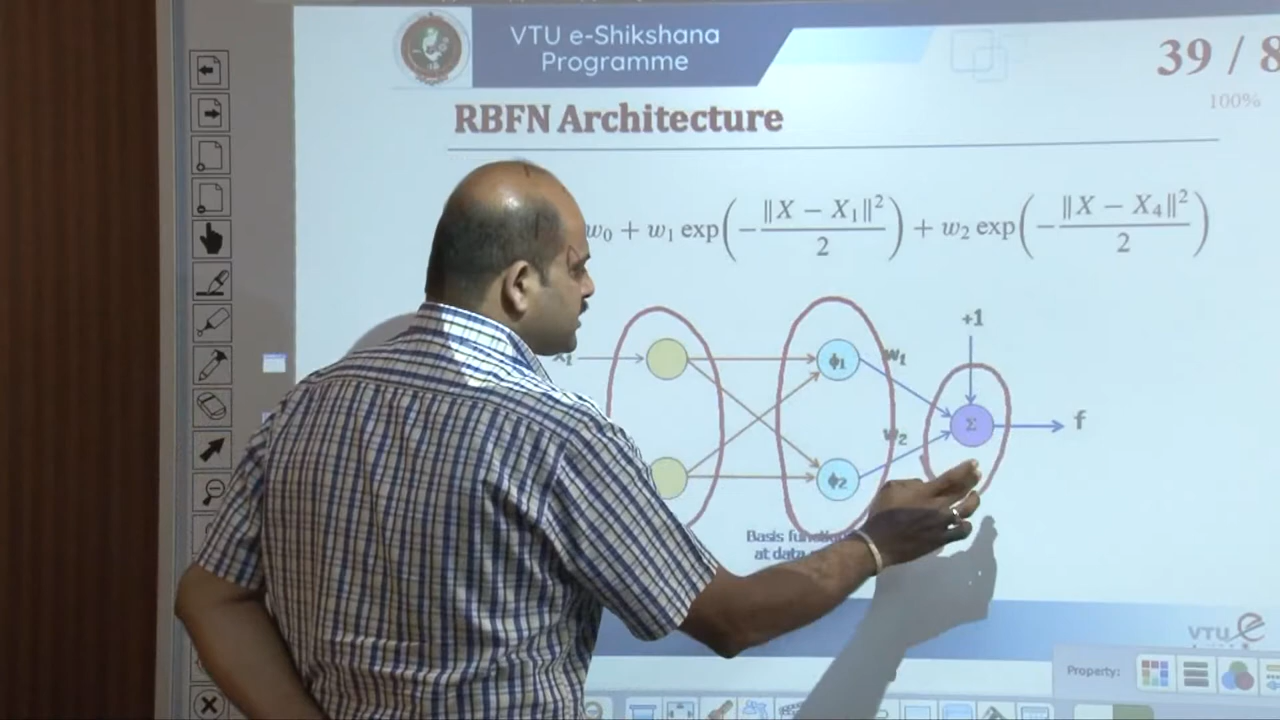 VTU e-Shikshana
Programme
39 / 8
100%
RBFN Architecture
w₀ + w₁ exp(−‖X − X₁‖²/2) + w₂ exp(−‖X − X₄‖²/2)
+1
x₁ ϕ₁ w₁
Σ f
w₂
ϕ₂
Basis
at data
VTU e
Property: